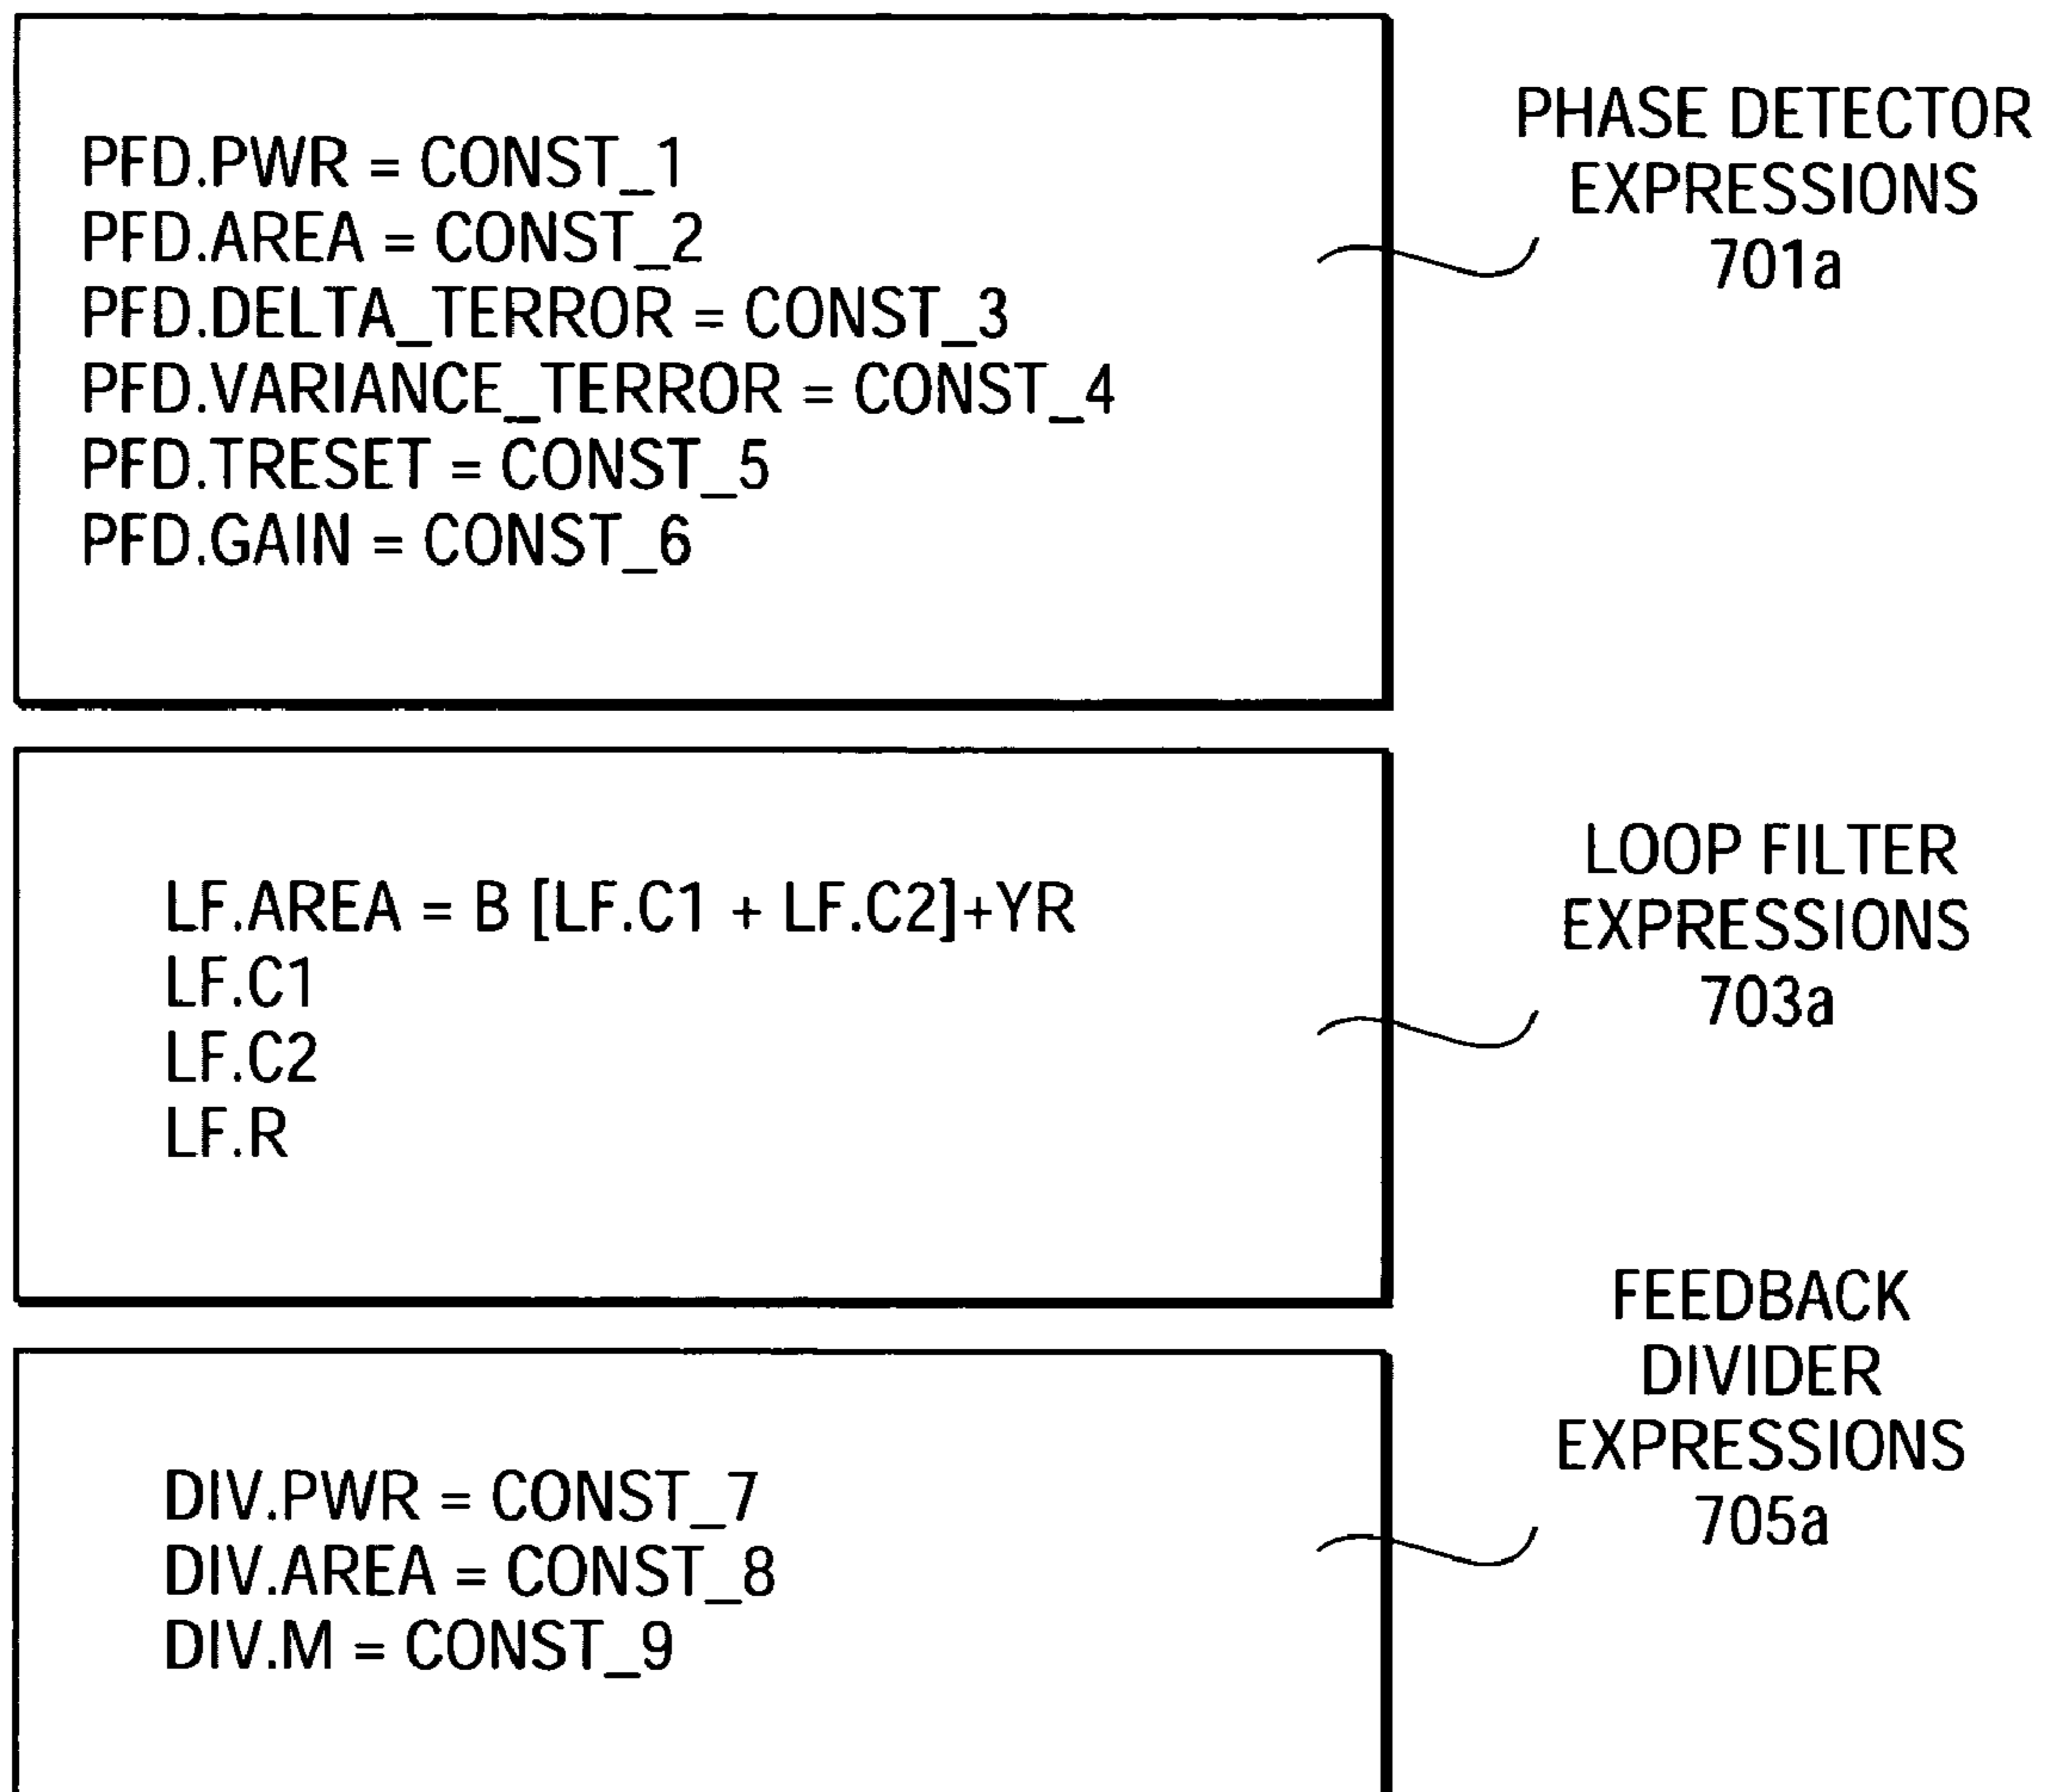 PFD.PWR = CONST_1
PFD.AREA = CONST_2
PFD.DELTA_TERROR = CONST_3
PFD.VARIANCE_TERROR = CONST_4
PFD.TRESET = CONST_5
PFD.GAIN = CONST_6
PHASE DETECTOR
EXPRESSIONS
701a
LF.AREA = B [LF.C1 + LF.C2]+YR
LF.C1
LF.C2
LF.R
LOOP FILTER
EXPRESSIONS
703a
DIV.PWR = CONST_7
DIV.AREA = CONST_8
DIV.M = CONST_9
FEEDBACK
DIVIDER
EXPRESSIONS
705a